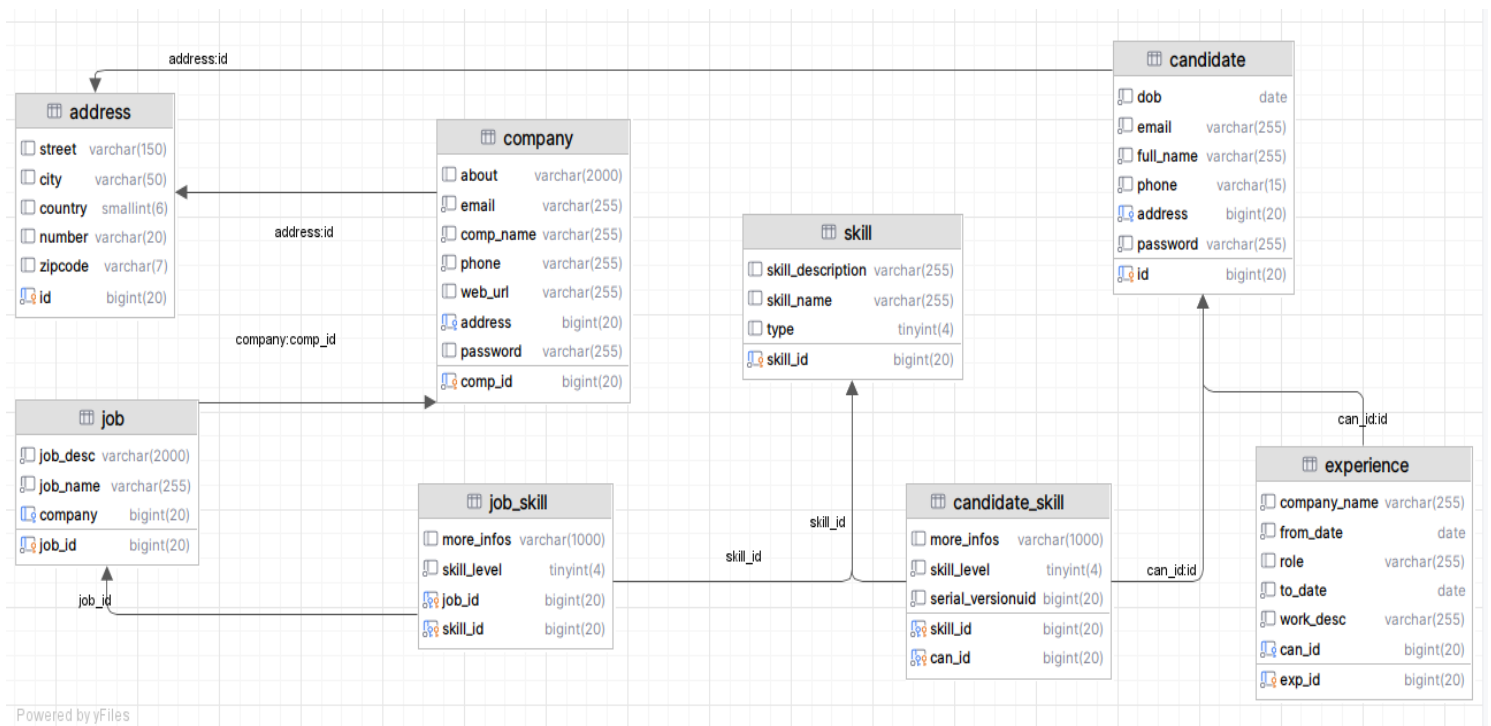 address:id
address
street varchar(150)
city varchar(50)
country smallint(6)
number varchar(20)
zipcode varchar(7)
id bigint(20)
address:id
company
about varchar(2000)
email varchar(255)
comp_name varchar(255)
phone varchar(255)
web_url varchar(255)
address bigint(20)
password varchar(255)
comp_id bigint(20)
company:comp_id
skill
skill_description varchar(255)
skill_name varchar(255)
type tinyint(4)
skill_id bigint(20)
candidate
dob date
email varchar(255)
full_name varchar(255)
phone varchar(15)
address bigint(20)
password varchar(255)
id bigint(20)
job
job_desc varchar(2000)
job_name varchar(255)
company bigint(20)
job_id bigint(20)
job_id
job_skill
more_infos varchar(1000)
skill_level tinyint(4)
job_id bigint(20)
skill_id bigint(20)
skill_id
skill_id
candidate_skill
more_infos varchar(1000)
skill_level tinyint(4)
serial_versionuid bigint(20)
skill_id bigint(20)
can_id bigint(20)
can_id:id
can_id:id
experience
company_name varchar(255)
from_date date
role varchar(255)
to_date date
work_desc varchar(255)
can_id bigint(20)
exp_id bigint(20)
Powered by yFiles